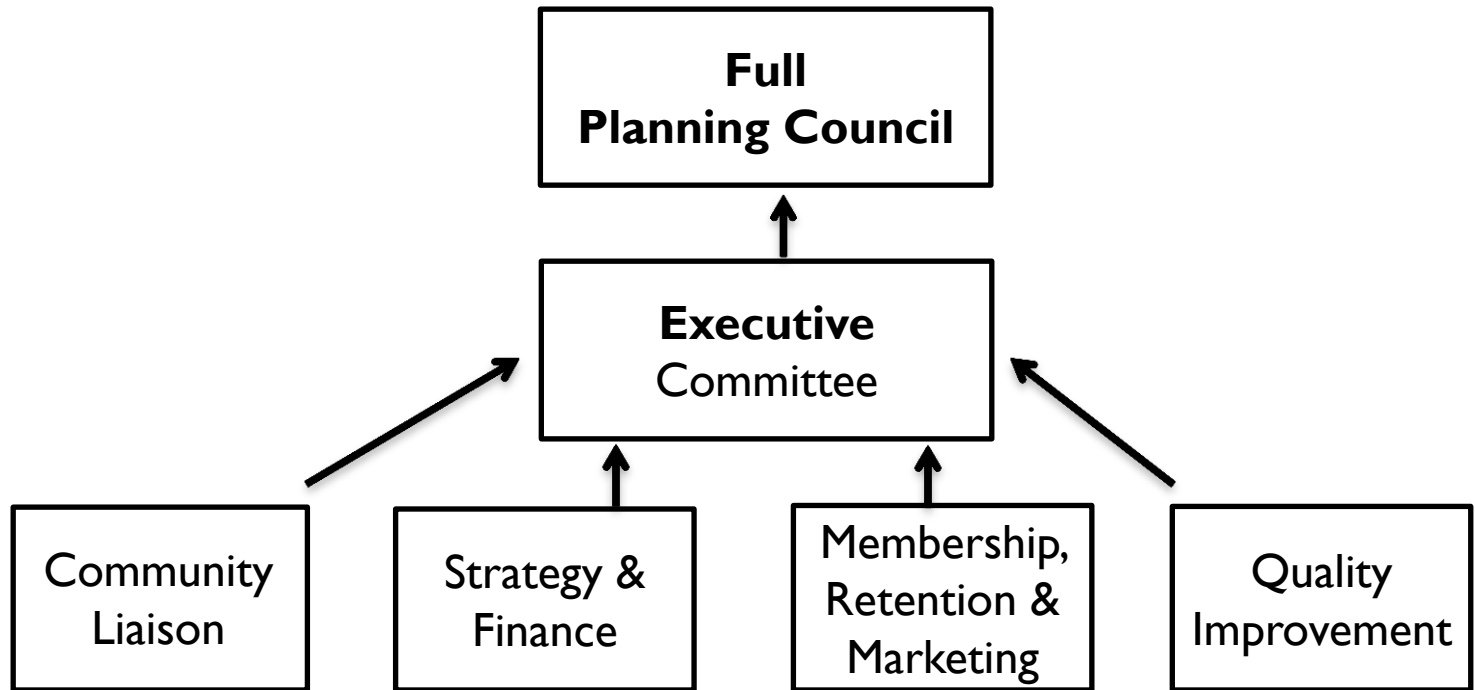 Full
Planning Council
Executive
Committee
Community
Liaison
Strategy &
Finance
Membership,
Retention &
Marketing
Quality
Improvement